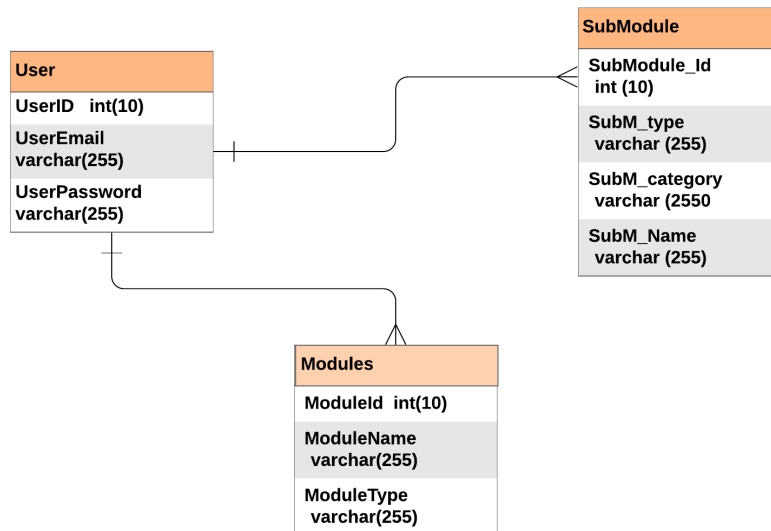 User
UserID int(10)
UserEmail
varchar(255)
UserPassword
varchar(255)
SubModule
SubModule_Id
int (10)
SubM_type
varchar (255)
SubM_category
varchar (2550
SubM_Name
varchar (255)
Modules
ModuleId int(10)
ModuleName
varchar(255)
ModuleType
varchar(255)